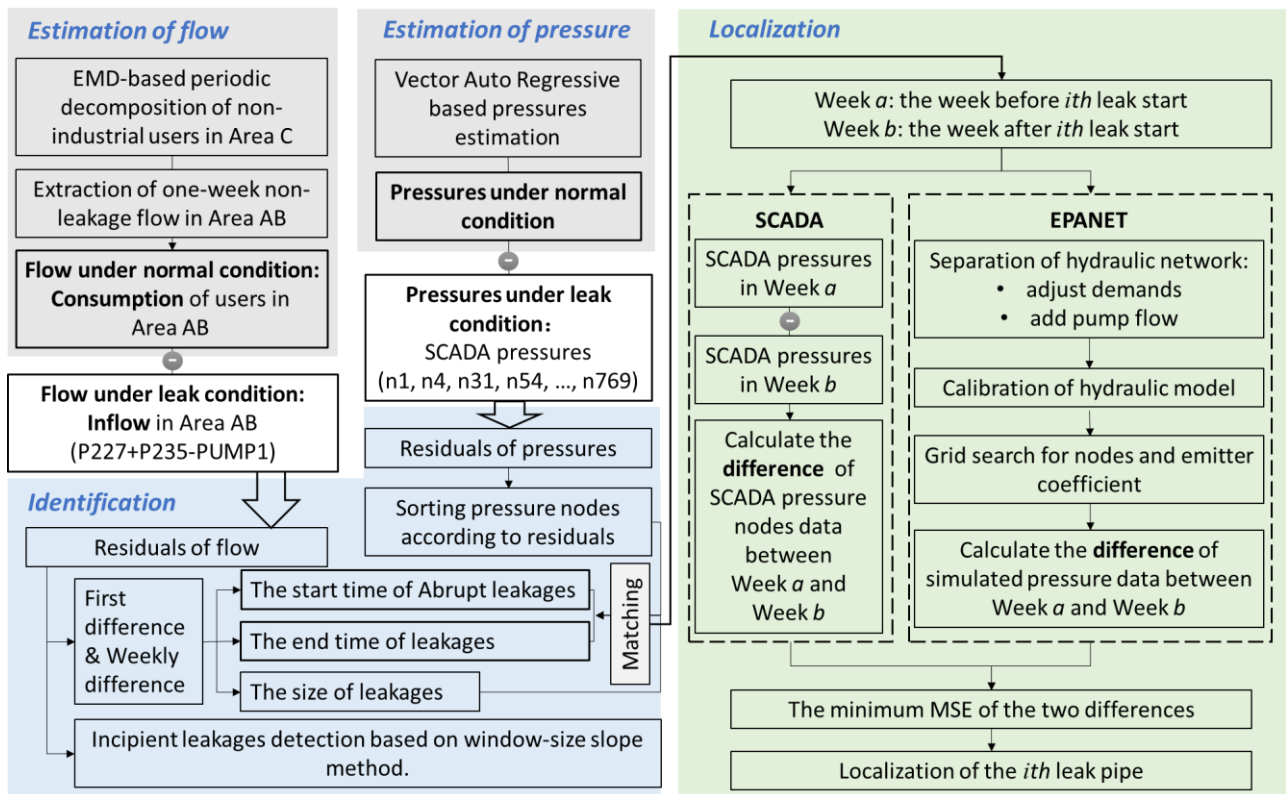 Estimation of flow
EMD-based periodic
decomposition of non-
industrial users in Area C
Extraction of one-week non-
leakage flow in Area AB
Flow under normal condition:
Consumption of users in
Area AB
Flow under leak condition:
Inflow in Area AB
(P227+P235-PUMP1)
Estimation of pressure
Vector Auto Regressive
based pressures
estimation
Pressures under normal
condition
Pressures under leak
condition：
SCADA pressures
(n1, n4, n31, n54, ..., n769)
Identification
Residuals of flow
Residuals of pressures
Sorting pressure nodes
according to residuals
First
difference
& Weekly
difference
The start time of Abrupt leakages
The end time of leakages
The size of leakages
Matching
Incipient leakages detection based on window-size slope
method.
Localization
Week a: the week before ith leak start
Week b: the week after ith leak start
SCADA
SCADA pressures
in Week a
SCADA pressures
in Week b
Calculate the
difference of
SCADA pressure
nodes data
between
Week a and
Week b
EPANET
Separation of hydraulic network:
• adjust demands
• add pump flow
Calibration of hydraulic model
Grid search for nodes and emitter
coefficient
Calculate the difference of
simulated pressure data between
Week a and Week b
The minimum MSE of the two differences
Localization of the ith leak pipe